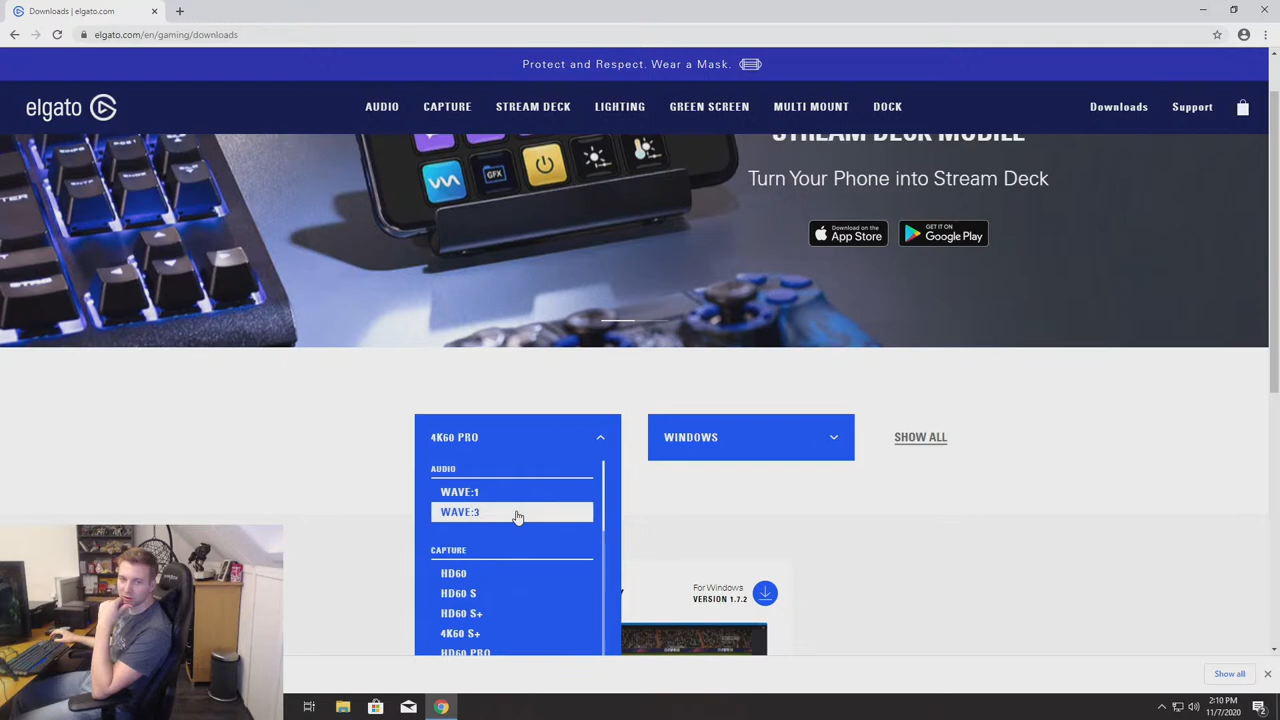 Downloads | elgato.com
elgato.com/en/gaming/downloads
Protect and Respect. Wear a Mask.
elgato
AUDIO CAPTURE STREAM DECK LIGHTING GREEN SCREEN MULTI MOUNT DOCK Downloads Support
STREAM DECK MOBILE
Turn Your Phone into Stream Deck
GFX
Download on the App Store
GET IT ON Google Play
4K60 PRO
WINDOWS
SHOW ALL
AUDIO
WAVE:1
WAVE:3
CAPTURE
HD60
HD60 S
HD60 S+
4K60 S+
HD60 PRO
For Windows
VERSION 1.7.2
Show all
2:10 PM
11/7/2020
2